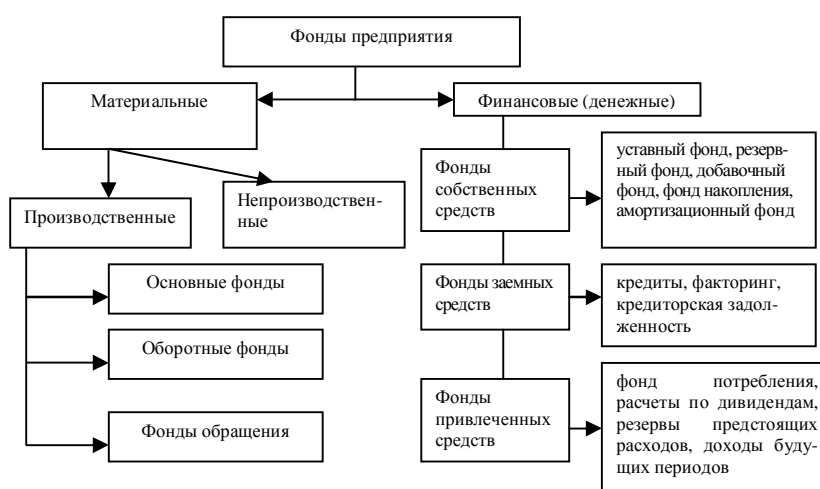 Фонды предприятия
Материальные
Финансовые (денежные)
Фонды
собственных
средств
уставный фонд, резерв-
ный фонд, добавочный
фонд, фонд накопления,
амортизационный фонд
Непроизводствен-
ные
Производственные
Основные фонды
Фонды заемных
средств
кредиты, факторинг,
кредиторская задол-
женность
Оборотные фонды
Фонды
привлеченных
средств
фонд потребления,
расчеты по дивидендам,
резервы предстоящих
расходов, доходы буду-
щих периодов
Фонды обращения